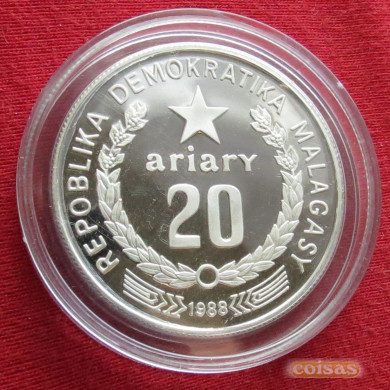 REPOBLIKA DEMOKRATIKA MALAGASY
ariary
20
1988
coisas